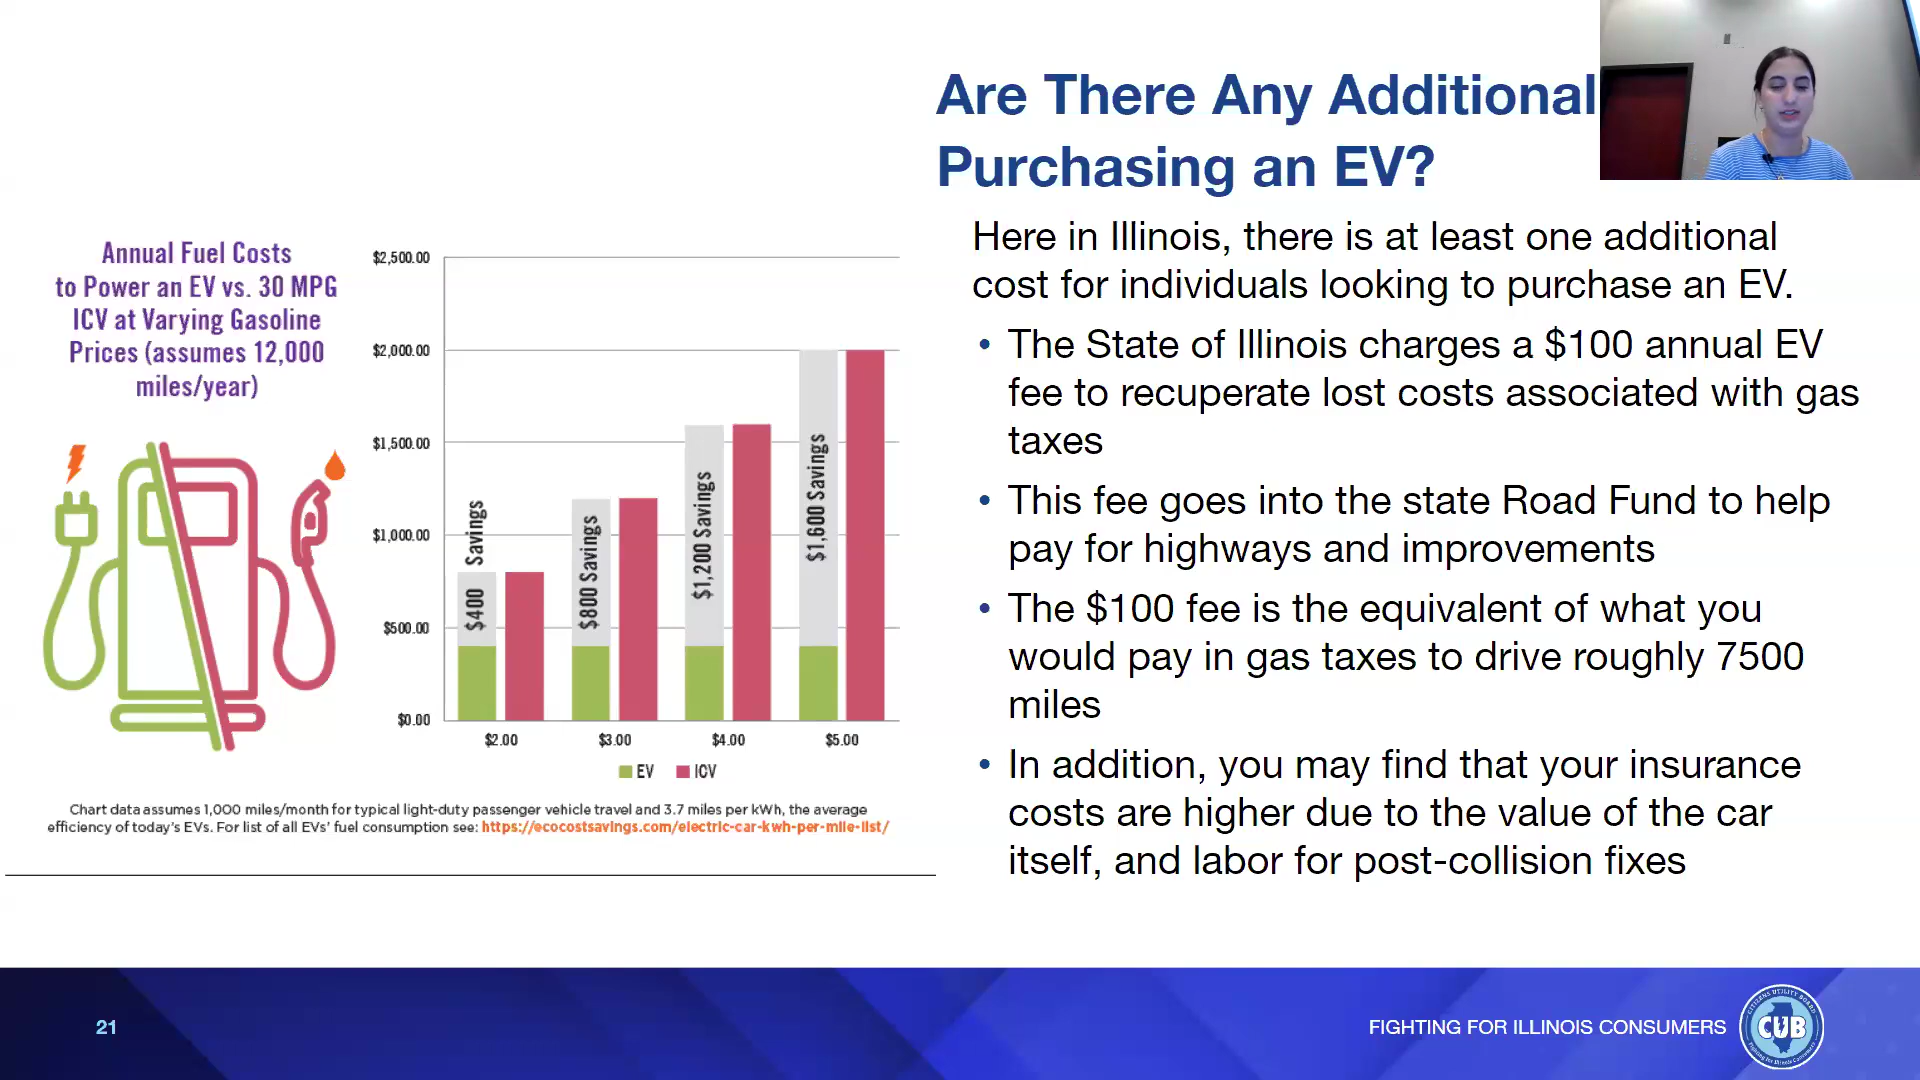 Are There Any Additional
Purchasing an EV?
Annual Fuel Costs
to Power an EV vs. 30 MPG
ICV at Varying Gasoline
Prices (assumes 12,000
miles/year)
$2,500.00
$2,000.00
$1,500.00
$1,000.00
$500.00
$0.00
$400 Savings
$800 Savings
$1,200 Savings
$1,600 Savings
$2.00
$3.00
$4.00
$5.00
EV
ICV
Chart data assumes 1,000 miles/month for typical light-duty passenger vehicle travel and 3.7 miles per kWh, the average
efficiency of today's EVs. For list of all EVs' fuel consumption see: https://ecocostsavings.com/electric-car-kwh-per-mile-list/
Here in Illinois, there is at least one additional
cost for individuals looking to purchase an EV.
• The State of Illinois charges a $100 annual EV
fee to recuperate lost costs associated with gas
taxes
• This fee goes into the state Road Fund to help
pay for highways and improvements
• The $100 fee is the equivalent of what you
would pay in gas taxes to drive roughly 7500
miles
• In addition, you may find that your insurance
costs are higher due to the value of the car
itself, and labor for post-collision fixes
21
FIGHTING FOR ILLINOIS CONSUMERS
CITIZENS UTILITY BOARD
CUB
Fighting for Illinois Consumers